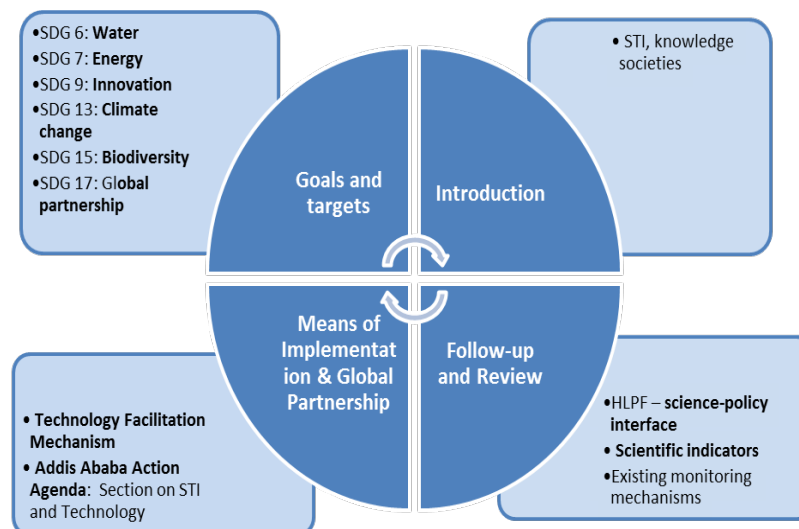 •SDG 6: Water
•SDG 7: Energy
•SDG 9: Innovation
•SDG 13: Climate
change
•SDG 15: Biodiversity
•SDG 17: Global
partnership
• STI, knowledge
societies
Goals and
targets
Introduction
Means of
Implementat
ion & Global
Partnership
Follow-up
and Review
• Technology Facilitation
Mechanism
• Addis Ababa Action
Agenda: Section on STI
and Technology
•HLPF – science-policy
interface
• Scientific indicators
•Existing monitoring
mechanisms